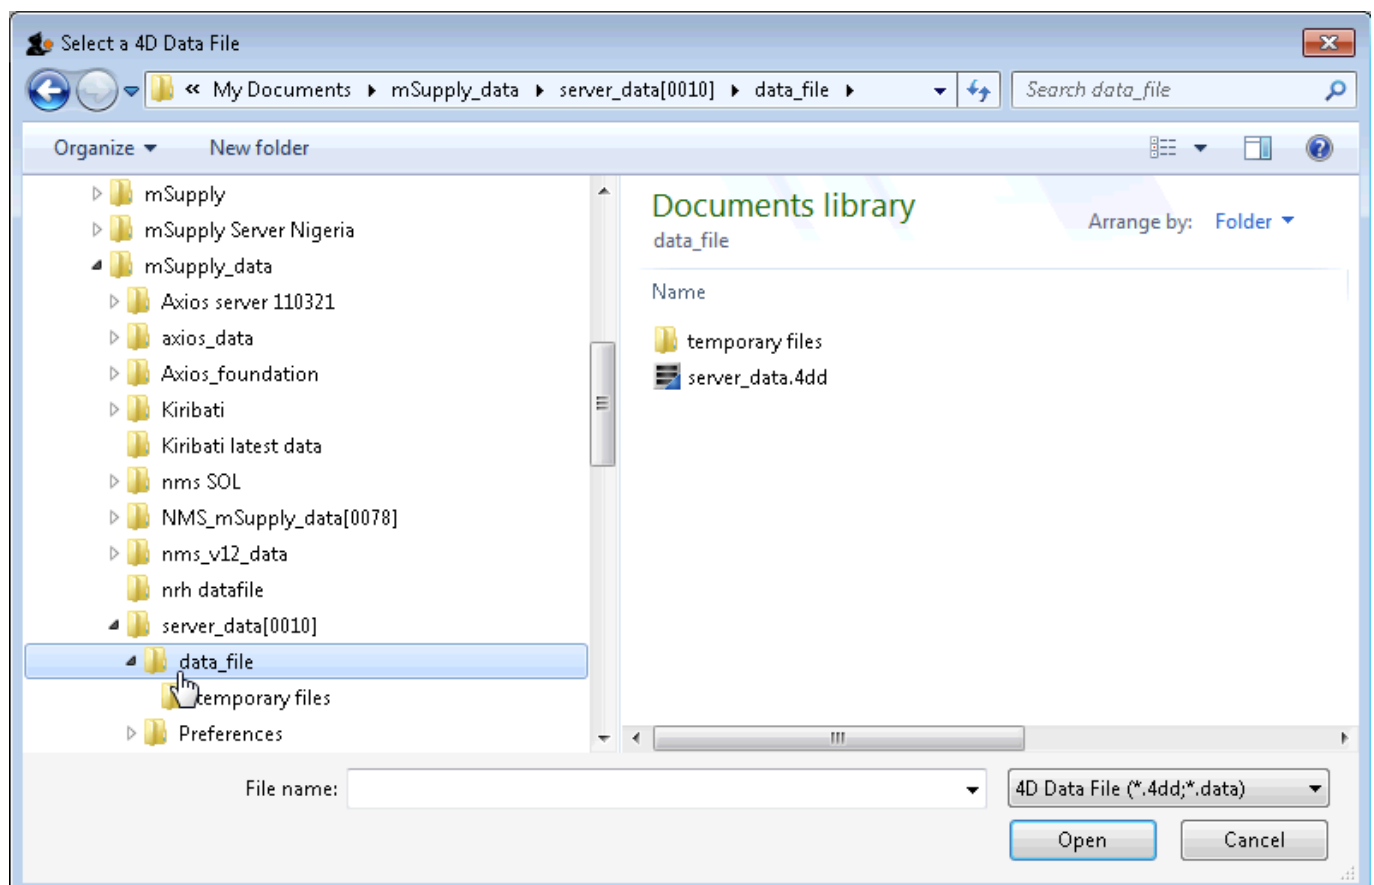 Select a 4D Data File
« My Documents mSupply_data server_data[0010] data_file
Search data_file
Organize New folder
mSupply
mSupply Server Nigeria
mSupply_data
Axios server 110321
axios_data
Axios_foundation
Kiribati
Kiribati latest data
nms SOL
NMS_mSupply_data[0078]
nms_v12_data
nrh datafile
server_data[0010]
data_file
temporary files
Preferences
Documents library
data_file
Arrange by: Folder
Name
temporary files
server_data.4dd
File name:
4D Data File (*.4dd;*.data)
Open Cancel